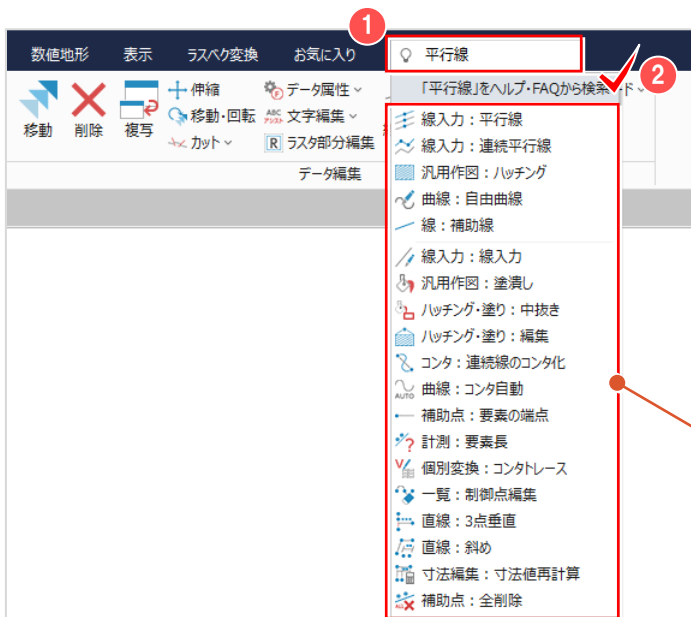 1
数値地形 表示 ラスベク変換 お気に入り 平行線
2
「平行線」をヘルプ・FAQから検索 ド
移動 削除 複写
伸縮 データ属性
移動・回転 ABC アシスト 文字編集
カット R ラスタ部分編集
データ編集
線入力：平行線
線入力：連続平行線
汎用作図：ハッチング
曲線：自由曲線
線：補助線
線入力：線入力
汎用作図：塗潰し
ハッチング・塗り：中抜き
ハッチング・塗り：編集
コンタ：連続線のコンタ化
AUTO 曲線：コンタ自動
補助点：要素の端点
計測：要素長
個別変換：コンタトレース
一覧：制御点編集
直線：3点垂直
直線：斜め
寸法編集：寸法値再計算
ALL 補助点：全削除